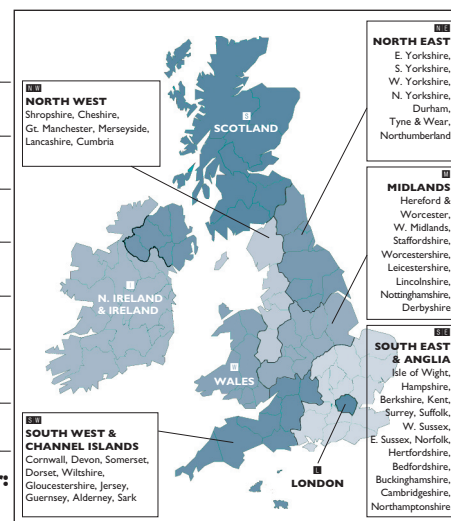 NE
NORTH EAST
E. Yorkshire,
S. Yorkshire,
W. Yorkshire,
N. Yorkshire,
Durham,
Tyne & Wear,
Northumberland
NW
NORTH WEST
Shropshire, Cheshire,
Gt. Manchester, Merseyside,
Lancashire, Cumbria
S
SCOTLAND
M
MIDLANDS
Hereford &
Worcester,
W. Midlands,
Staffordshire,
Worcestershire,
Leicestershire,
Lincolnshire,
Nottinghamshire,
Derbyshire
I
N. IRELAND
& IRELAND
W
WALES
SE
SOUTH EAST
& ANGLIA
Isle of Wight,
Hampshire,
Berkshire, Kent,
Surrey, Suffolk,
W. Sussex,
E. Sussex, Norfolk,
Hertfordshire,
Bedfordshire,
Buckinghamshire,
Cambridgeshire,
Northamptonshire
SW
SOUTH WEST &
CHANNEL ISLANDS
Cornwall, Devon, Somerset,
Dorset, Wiltshire,
Gloucestershire, Jersey,
Guernsey, Alderney, Sark
L
LONDON